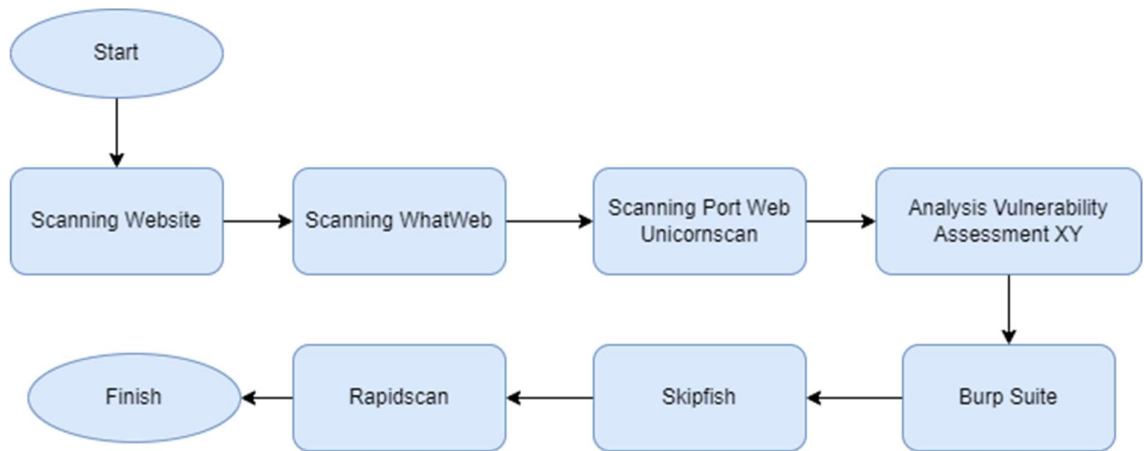 Start
Scanning Website
Scanning WhatWeb
Scanning Port Web
Unicornscan
Analysis Vulnerability
Assessment XY
Burp Suite
Skipfish
Rapidscan
Finish